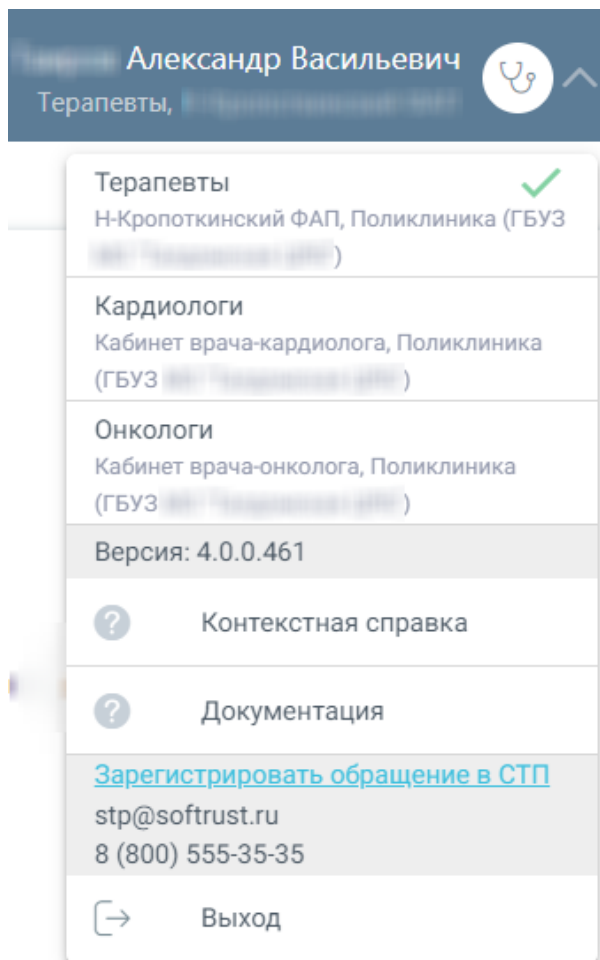 Александр Васильевич
Терапевты,
Терапевты
Н-Кропоткинский ФАП, Поликлиника (ГБУЗ
)
Кардиологи
Кабинет врача-кардиолога, Поликлиника
(ГБУЗ )
Онкологи
Кабинет врача-онколога, Поликлиника
(ГБУЗ )
Версия: 4.0.0.461
? Контекстная справка
? Документация
Зарегистрировать обращение в СТП
stp@softrust.ru
8 (800) 555-35-35
Выход